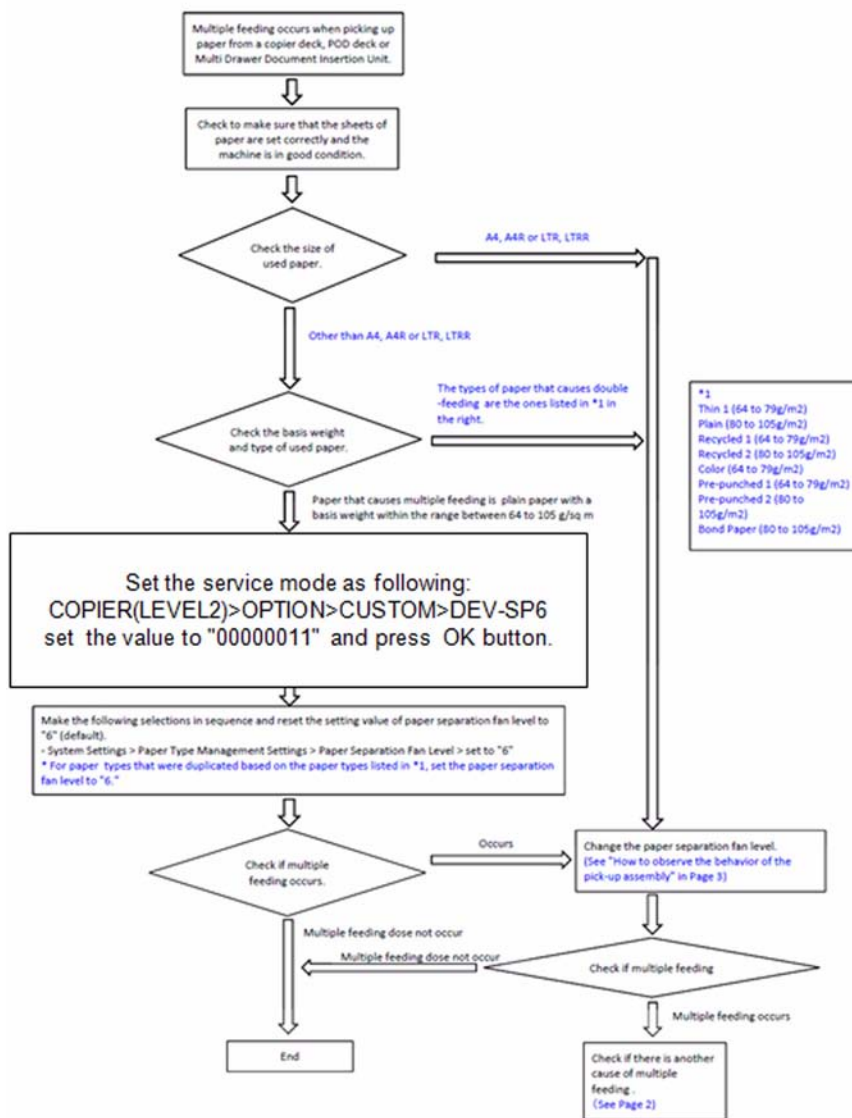 Multiple feeding occurs when picking up
paper from a copier deck, POD deck or
Multi Drawer Document Insertion Unit.
Check to make sure that the sheets of
paper are set correctly and the
machine is in good condition.
Check the size of
used paper.
A4, A4R or LTR, LTRR
Other than A4, A4R or LTR, LTRR
The types of paper that causes double
-feeding are the ones listed in *1 in
the right.
Check the basis weight
and type of used paper.
*1
Thin 1 (64 to 79g/m2)
Plain (80 to 105g/m2)
Recycled 1 (64 to 79g/m2)
Recycled 2 (80 to 105g/m2)
Color (64 to 79g/m2)
Pre-punched 1 (64 to 79g/m2)
Pre-punched 2 (80 to
105g/m2)
Bond Paper (80 to 105g/m2)
Paper that causes multiple feeding is plain paper with a
basis weight within the range between 64 to 105 g/sq m
Set the service mode as following:
COPIER(LEVEL2)>OPTION>CUSTOM>DEV-SP6
set the value to "00000011" and press OK button.
Make the following selections in sequence and reset the setting value of paper separation fan level to
"6" (default).
- System Settings > Paper Type Management Settings > Paper Separation Fan Level > set to "6"
* For paper types that were duplicated based on the paper types listed in *1, set the paper separation
fan level to "6."
Check if multiple
feeding occurs.
Occurs
Change the paper separation fan level.
(See "How to observe the behavior of the
pick-up assembly" in Page 3)
Multiple feeding dose not occur
Multiple feeding dose not occur
Check if multiple feeding
Multiple feeding occurs
End
Check if there is another
cause of multiple
feeding .
(See Page 2)